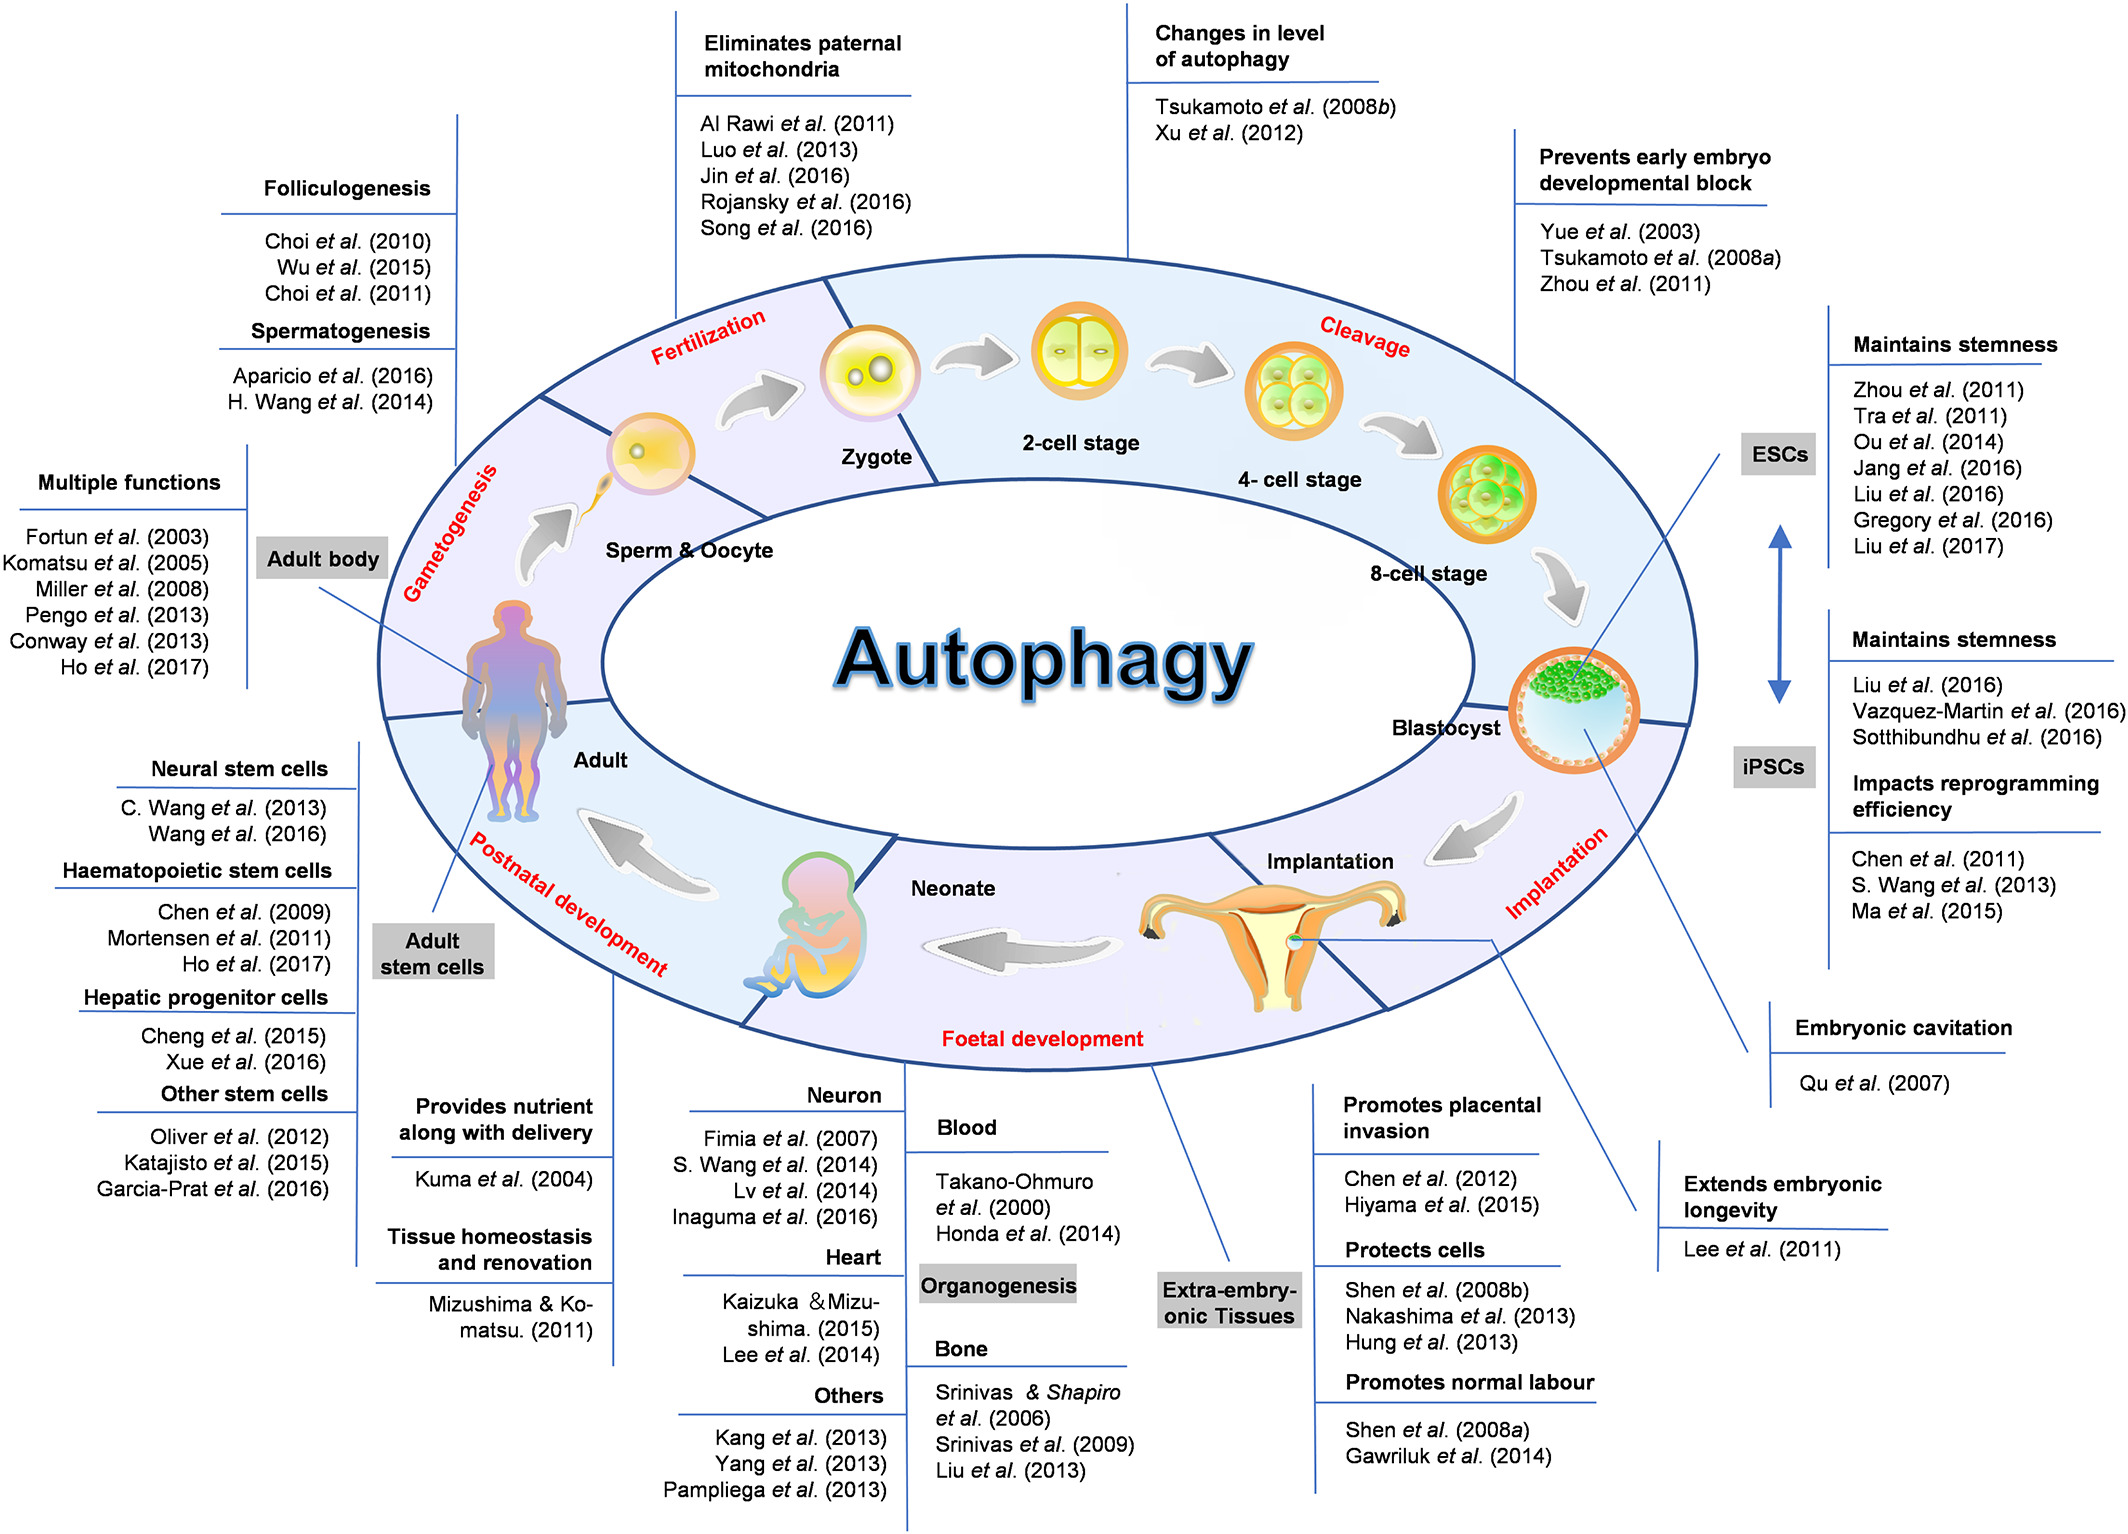 Eliminates paternal
mitochondria
Al Rawi et al. (2011)
Luo et al. (2013)
Jin et al. (2016)
Rojansky et al. (2016)
Song et al. (2016)
Changes in level
of autophagy
Tsukamoto et al. (2008b)
Xu et al. (2012)
Prevents early embryo
developmental block
Yue et al. (2003)
Tsukamoto et al. (2008a)
Zhou et al. (2011)
Folliculogenesis
Choi et al. (2010)
Wu et al. (2015)
Choi et al. (2011)
Spermatogenesis
Aparicio et al. (2016)
H. Wang et al. (2014)
Multiple functions
Fortun et al. (2003)
Komatsu et al. (2005)
Miller et al. (2008)
Pengo et al. (2013)
Conway et al. (2013)
Ho et al. (2017)
Adult body
Gametogenesis
Fertilization
Cleavage
Sperm & Oocyte
Zygote
2-cell stage
4- cell stage
8-cell stage
Blastocyst
Autophagy
ESCs
Maintains stemness
Zhou et al. (2011)
Tra et al. (2011)
Ou et al. (2014)
Jang et al. (2016)
Liu et al. (2016)
Gregory et al. (2016)
Liu et al. (2017)
iPSCs
Maintains stemness
Liu et al. (2016)
Vazquez-Martin et al. (2016)
Sotthibundhu et al. (2016)
Impacts reprogramming
efficiency
Chen et al. (2011)
S. Wang et al. (2013)
Ma et al. (2015)
Adult
Postnatal development
Neonate
Implantation
Implantation
Foetal development
Neural stem cells
C. Wang et al. (2013)
Wang et al. (2016)
Haematopoietic stem cells
Chen et al. (2009)
Mortensen et al. (2011)
Ho et al. (2017)
Hepatic progenitor cells
Cheng et al. (2015)
Xue et al. (2016)
Other stem cells
Oliver et al. (2012)
Katajisto et al. (2015)
Garcia-Prat et al. (2016)
Adult
stem cells
Provides nutrient
along with delivery
Kuma et al. (2004)
Tissue homeostasis
and renovation
Mizushima & Ko-
matsu. (2011)
Neuron
Fimia et al. (2007)
S. Wang et al. (2014)
Lv et al. (2014)
Inaguma et al. (2016)
Heart
Kaizuka & Mizu-
shima. (2015)
Lee et al. (2014)
Others
Kang et al. (2013)
Yang et al. (2013)
Pampliega et al. (2013)
Blood
Takano-Ohmuro
et al. (2000)
Honda et al. (2014)
Organogenesis
Bone
Srinivas & Shapiro
et al. (2006)
Srinivas et al. (2009)
Liu et al. (2013)
Extra-embry-
onic Tissues
Promotes placental
invasion
Chen et al. (2012)
Hiyama et al. (2015)
Protects cells
Shen et al. (2008b)
Nakashima et al. (2013)
Hung et al. (2013)
Promotes normal labour
Shen et al. (2008a)
Gawriluk et al. (2014)
Embryonic cavitation
Qu et al. (2007)
Extends embryonic
longevity
Lee et al. (2011)